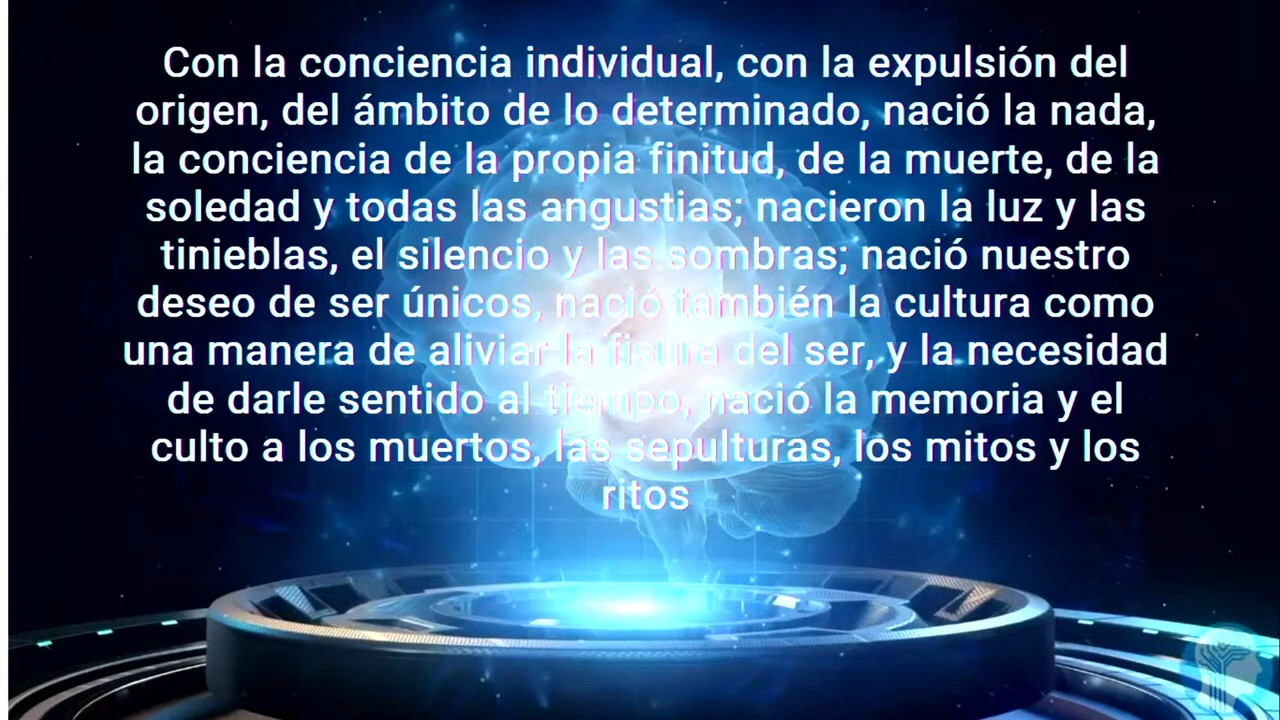 Con la conciencia individual, con la expulsión del
origen, del ámbito de lo determinado, nació la nada,
la conciencia de la propia finitud, de la muerte, de la
soledad y todas las angustias; nacieron la luz y las
tinieblas, el silencio y las sombras; nació nuestro
deseo de ser únicos, nació también la cultura como
una manera de aliviar la fisura del ser, y la necesidad
de darle sentido al tiempo, nació la memoria y el
culto a los muertos, las sepulturas, los mitos y los
ritos